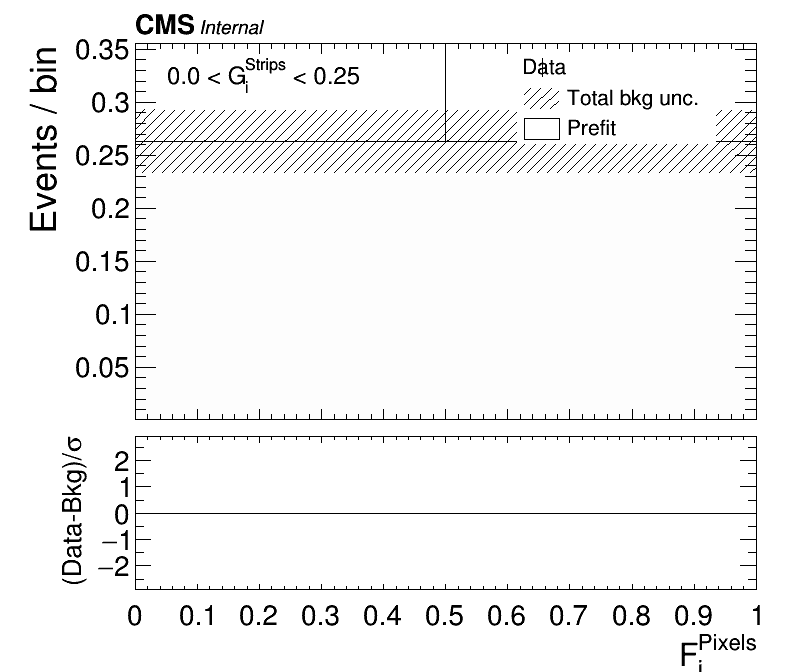 CMS Internal
0.0 < G_i^Strips < 0.25
Data
Total bkg unc.
Prefit
Events / bin
0.35
0.3
0.25
0.2
0.15
0.1
0.05
(Data-Bkg)/σ
2
1
0
−1
−2
0 0.1 0.2 0.3 0.4 0.5 0.6 0.7 0.8 0.9 1
F_i^Pixels